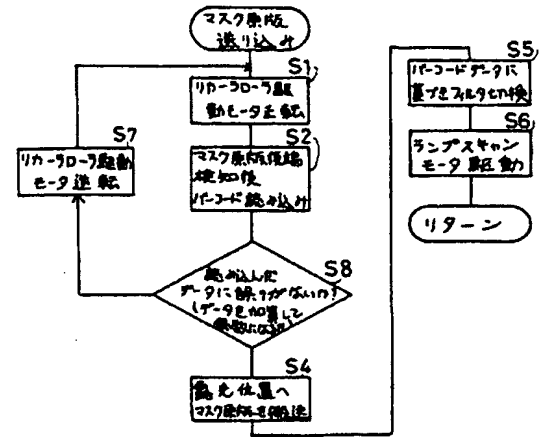 マスク原版
送り込み
S1
リカーラローラ駆
動モータ正転
S2
マスク原版後端
検知後
バーコード読み込み
S7
リカーラローラ駆動
モータ逆転
S8
読み込んだ
データに誤りがないか?
(データを加算して
S4
露光位置へ
マスク原版を搬送
S5
バーコードデータに
基づきフィルタ切換
S6
ランプスキャン
モータ駆動
リターン